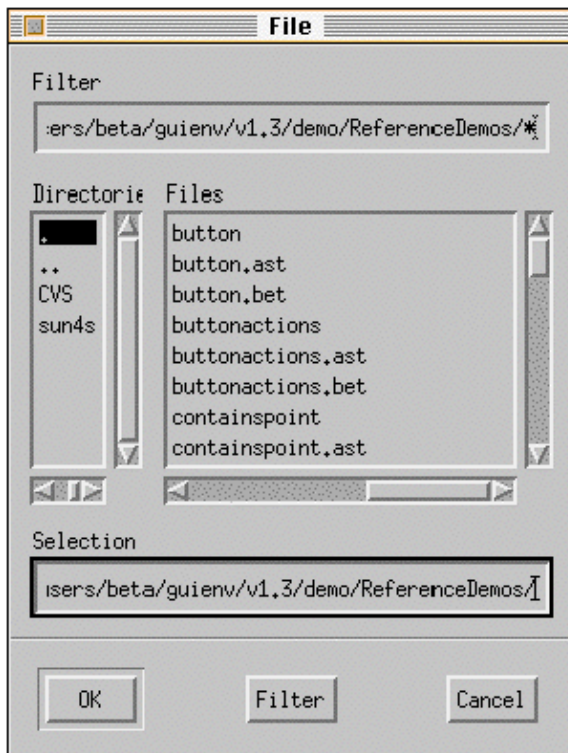 File
Filter
ers/beta/guienv/v1.3/demo/ReferenceDemos/*
Directorie
Files
.
..
CVS
sun4s
button
button.ast
button.bet
buttonactions
buttonactions.ast
buttonactions.bet
containspoint
containspoint.ast
Selection
sers/beta/guienv/v1.3/demo/ReferenceDemos/
OK
Filter
Cancel